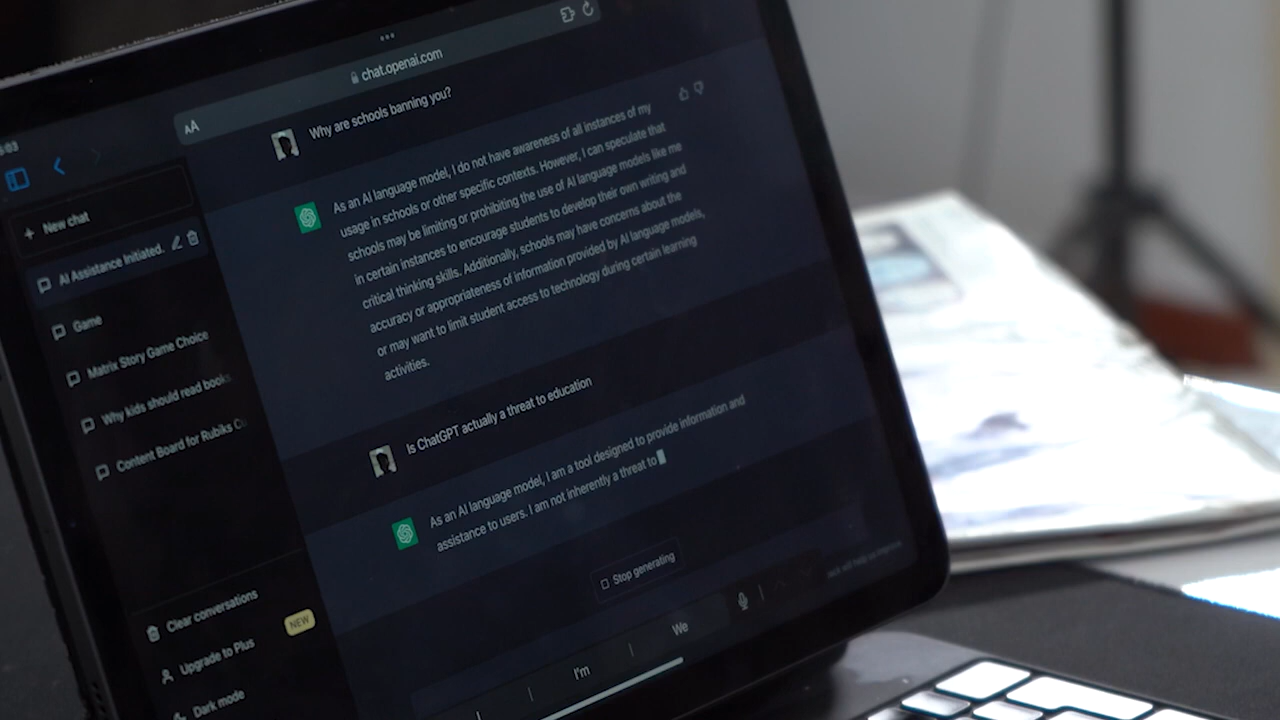 chat.openai.com
AA
Why are schools banning you?
As an AI language model, I do not have awareness of all instances of my
usage in schools or other specific contexts. However, I can speculate that
schools may be limiting or prohibiting the use of AI language models like me
in certain instances to encourage students to develop their own writing and
critical thinking skills. Additionally, schools may have concerns about the
accuracy or appropriateness of information provided by AI language models,
or may want to limit student access to technology during certain learning
activities.
Is ChatGPT actually a threat to education
As an AI language model, I am a tool designed to provide information and
assistance to users. I am not inherently a threat to
Stop generating
+ New chat
AI Assistance Initiated.
Game
Matrix Story Game Choice
Why kids should read books
Content Board for Rubiks
Clear conversations
Upgrade to Plus NEW
Dark mode
I'm
We